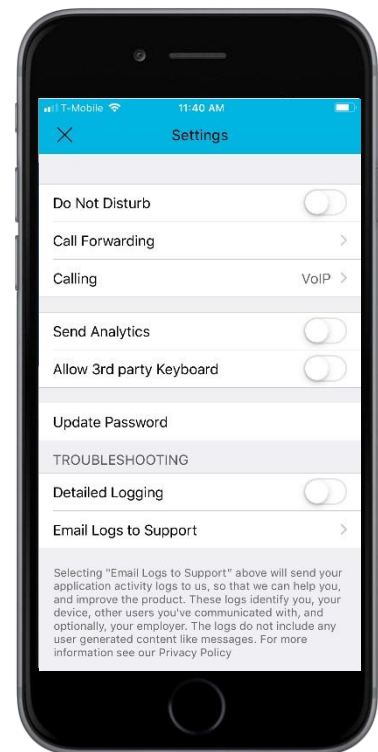 T-Mobile 11:40 AM
Settings
Do Not Disturb
Call Forwarding
Calling VoIP
Send Analytics
Allow 3rd party Keyboard
Update Password
TROUBLESHOOTING
Detailed Logging
Email Logs to Support
Selecting "Email Logs to Support" above will send your
application activity logs to us, so that we can help you,
and improve the product. These logs identify you, your
device, other users you've communicated with, and
optionally, your employer. The logs do not include any
user generated content like messages. For more
information see our Privacy Policy